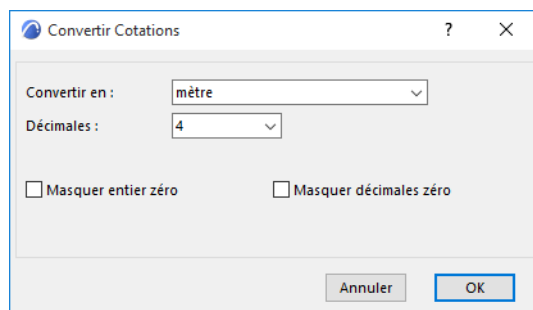 Convertir Cotations
?
Convertir en :
mètre
Décimales :
4
Masquer entier zéro
Masquer décimales zéro
Annuler
OK